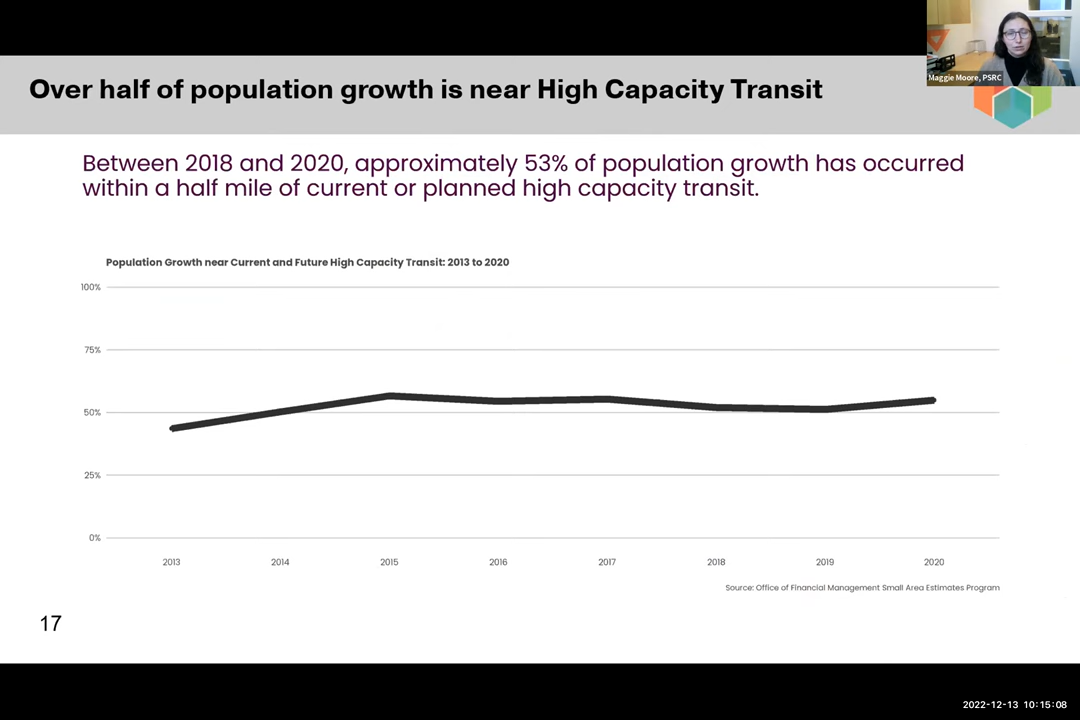 Maggie Moore, PSRC
Over half of population growth is near High Capacity Transit
Between 2018 and 2020, approximately 53% of population growth has occurred
within a half mile of current or planned high capacity transit.
Population Growth near Current and Future High Capacity Transit: 2013 to 2020
100%
75%
50%
25%
0%
2013 2014 2015 2016 2017 2018 2019 2020
Source: Office of Financial Management Small Area Estimates Program
17
2022-12-13 10:15:08